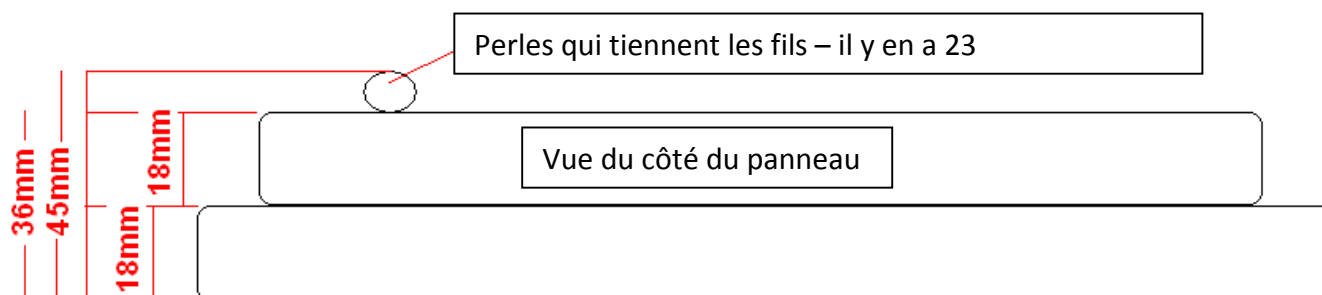 Perles qui tiennent les fils – il y en a 23
Vue du côté du panneau
36mm
45mm
18mm
18mm